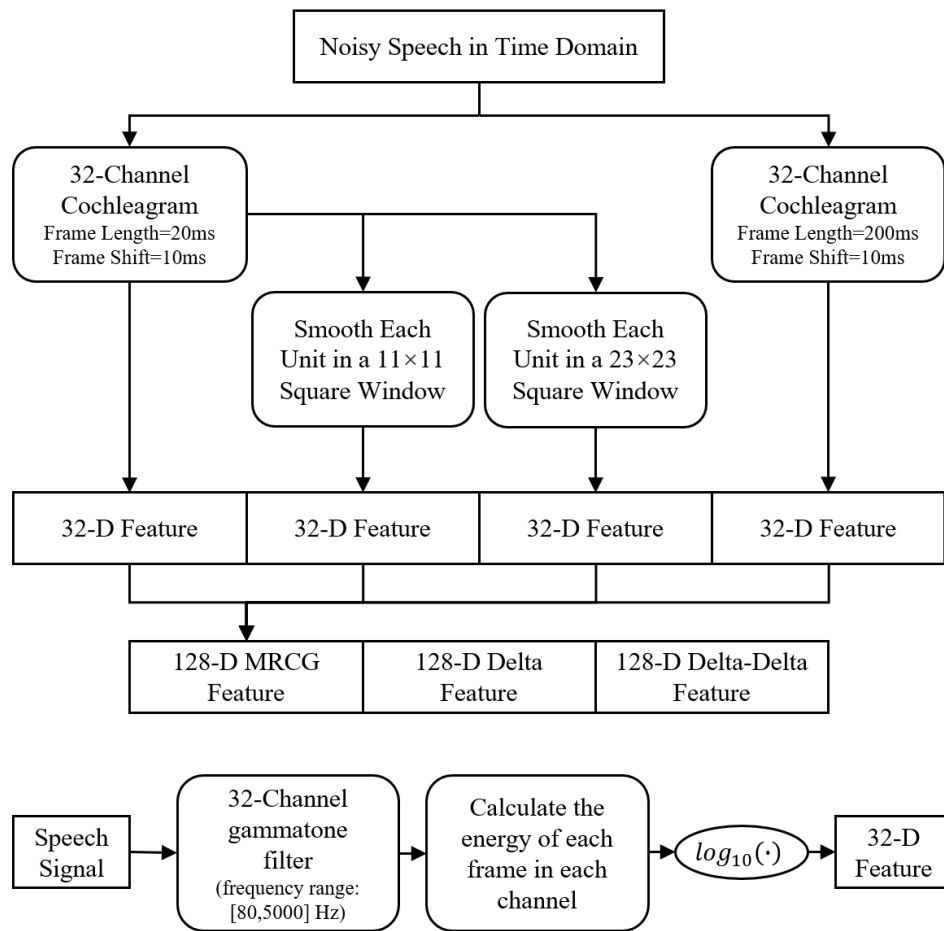 Noisy Speech in Time Domain
32-Channel
Cochleagram
Frame Length=20ms
Frame Shift=10ms
32-Channel
Cochleagram
Frame Length=200ms
Frame Shift=10ms
Smooth Each
Unit in a 11×11
Square Window
Smooth Each
Unit in a 23×23
Square Window
32-D Feature
32-D Feature
32-D Feature
32-D Feature
128-D MRCG
Feature
128-D Delta
Feature
128-D Delta-Delta
Feature
Speech
Signal
32-Channel
gammatone
filter
(frequency range:
[80,5000] Hz)
Calculate the
energy of each
frame in each
channel
log₁₀(·)
32-D
Feature